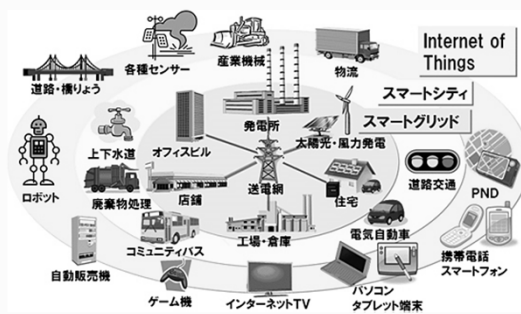 各種センサー
産業機械
物流
Internet of
Things
道路・橋りょう
スマートシティ
発電所
スマートグリッド
オフィスビル
太陽光・風力発電
上下水道
道路交通
ロボット
廃棄物処理
店舗
送電網
住宅
PND
工場・倉庫
電気自動車
コミュニティバス
携帯電話
スマートフォン
自動販売機
ゲーム機
インターネットTV
パソコン
タブレット端末